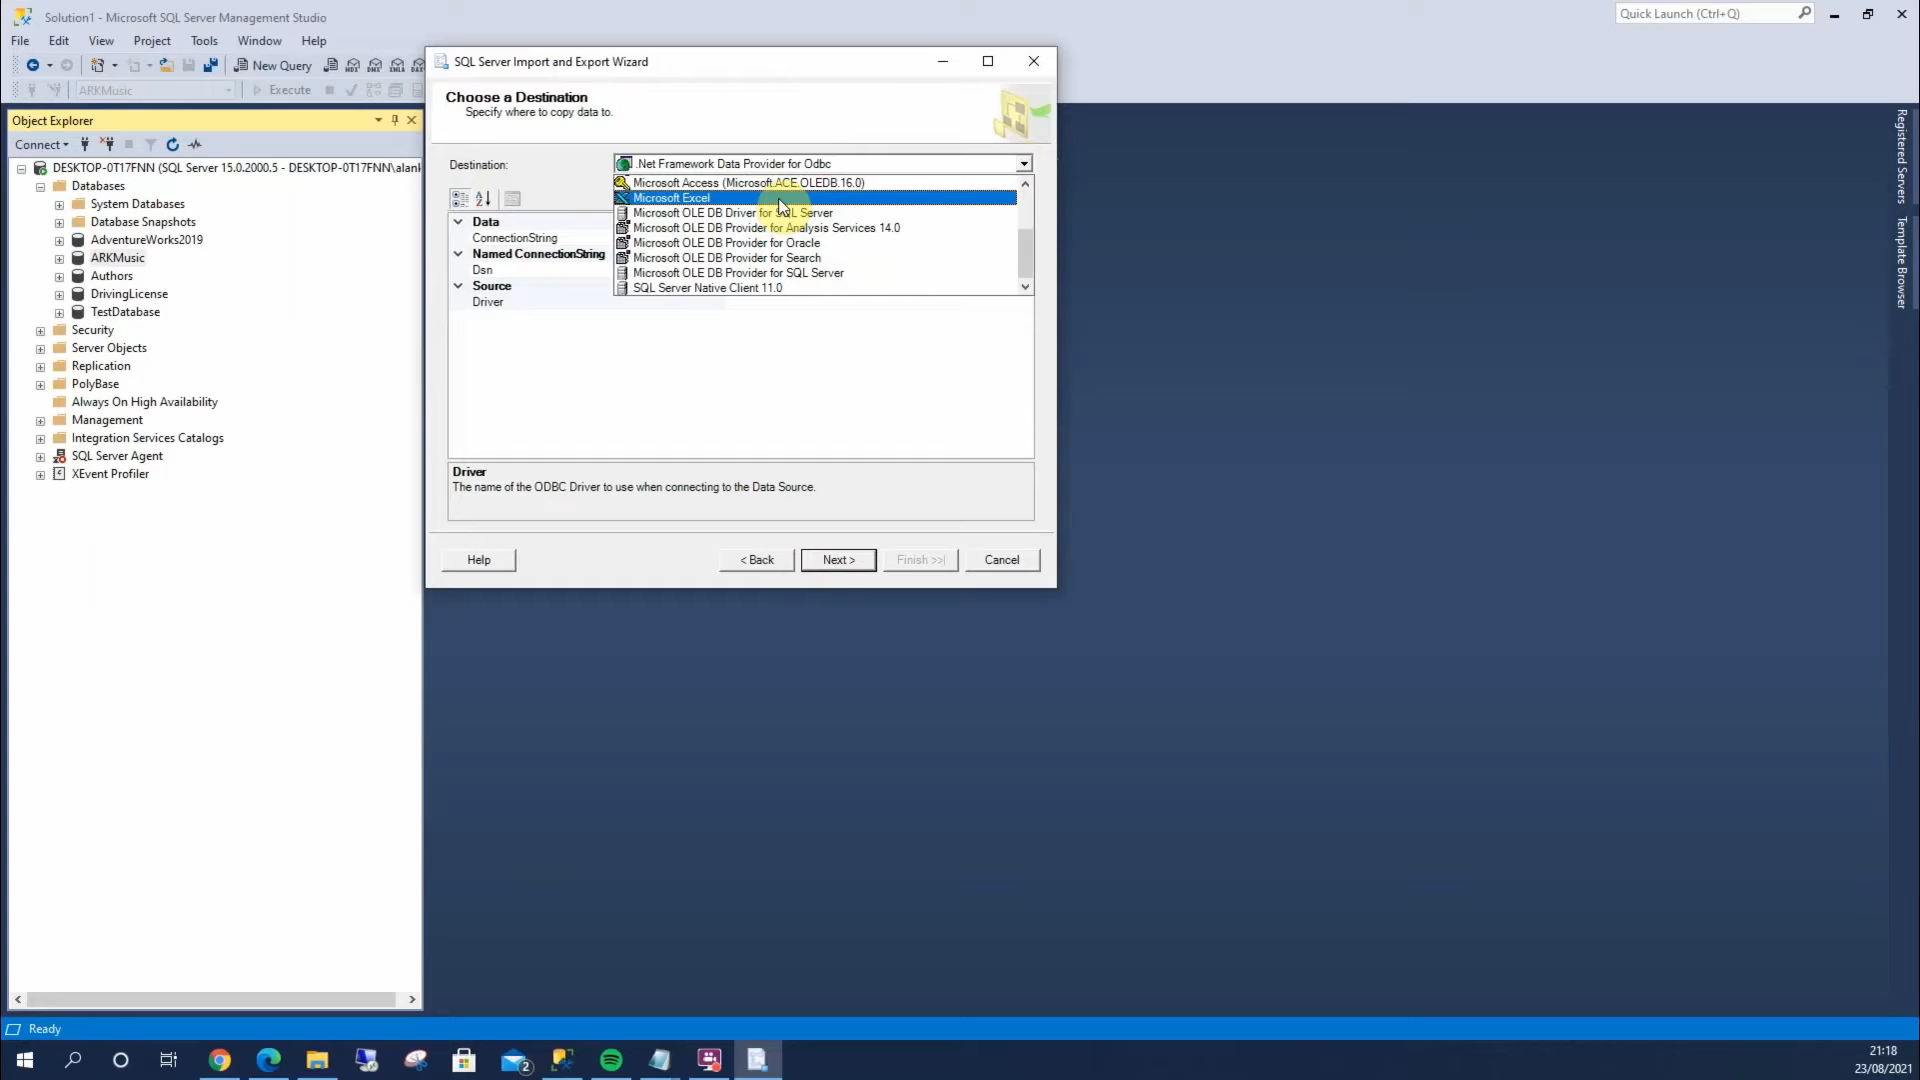 Solution1 - Microsoft SQL Server Management Studio
Quick Launch (Ctrl+Q)
File Edit View Project Tools Window Help
New Query
ARKMusic
Execute
Object Explorer
Connect
DESKTOP-0T17FNN (SQL Server 15.0.2000.5 - DESKTOP-0T17FNN\alank
Databases
System Databases
Database Snapshots
AdventureWorks2019
ARKMusic
Authors
DrivingLicense
TestDatabase
Security
Server Objects
Replication
PolyBase
Always On High Availability
Management
Integration Services Catalogs
SQL Server Agent
XEvent Profiler
SQL Server Import and Export Wizard
Choose a Destination
Specify where to copy data to.
Destination:
.Net Framework Data Provider for Odbc
Microsoft Access (Microsoft.ACE.OLEDB.16.0)
Microsoft Excel
Microsoft OLE DB Driver for SQL Server
Microsoft OLE DB Provider for Analysis Services 14.0
Microsoft OLE DB Provider for Oracle
Microsoft OLE DB Provider for Search
Microsoft OLE DB Provider for SQL Server
SQL Server Native Client 11.0
Data
ConnectionString
Named ConnectionString
Dsn
Source
Driver
Driver
The name of the ODBC Driver to use when connecting to the Data Source.
Help
< Back
Next >
Finish >>|
Cancel
Registered Servers
Template Browser
Ready
2
21:18
23/08/2021